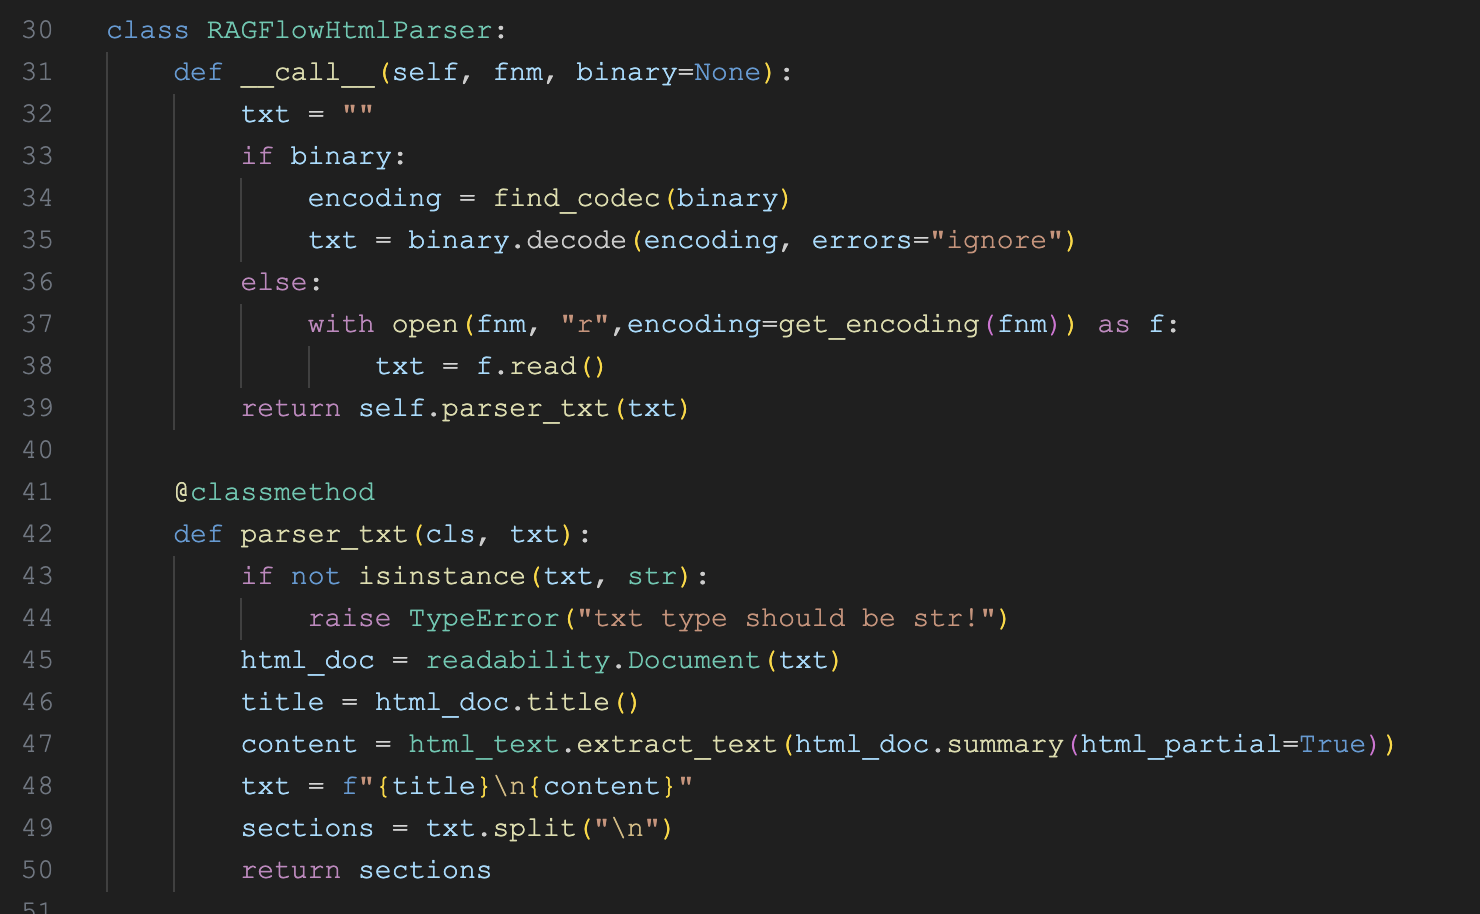 30 class RAGFlowHtmlParser:
31     def __call__(self, fnm, binary=None):
32         txt = ""
33         if binary:
34             encoding = find_codec(binary)
35             txt = binary.decode(encoding, errors="ignore")
36         else:
37             with open(fnm, "r",encoding=get_encoding(fnm)) as f:
38                 txt = f.read()
39         return self.parser_txt(txt)
40
41     @classmethod
42     def parser_txt(cls, txt):
43         if not isinstance(txt, str):
44             raise TypeError("txt type should be str!")
45         html_doc = readability.Document(txt)
46         title = html_doc.title()
47         content = html_text.extract_text(html_doc.summary(html_partial=True))
48         txt = f"{title}\n{content}"
49         sections = txt.split("\n")
50         return sections
51